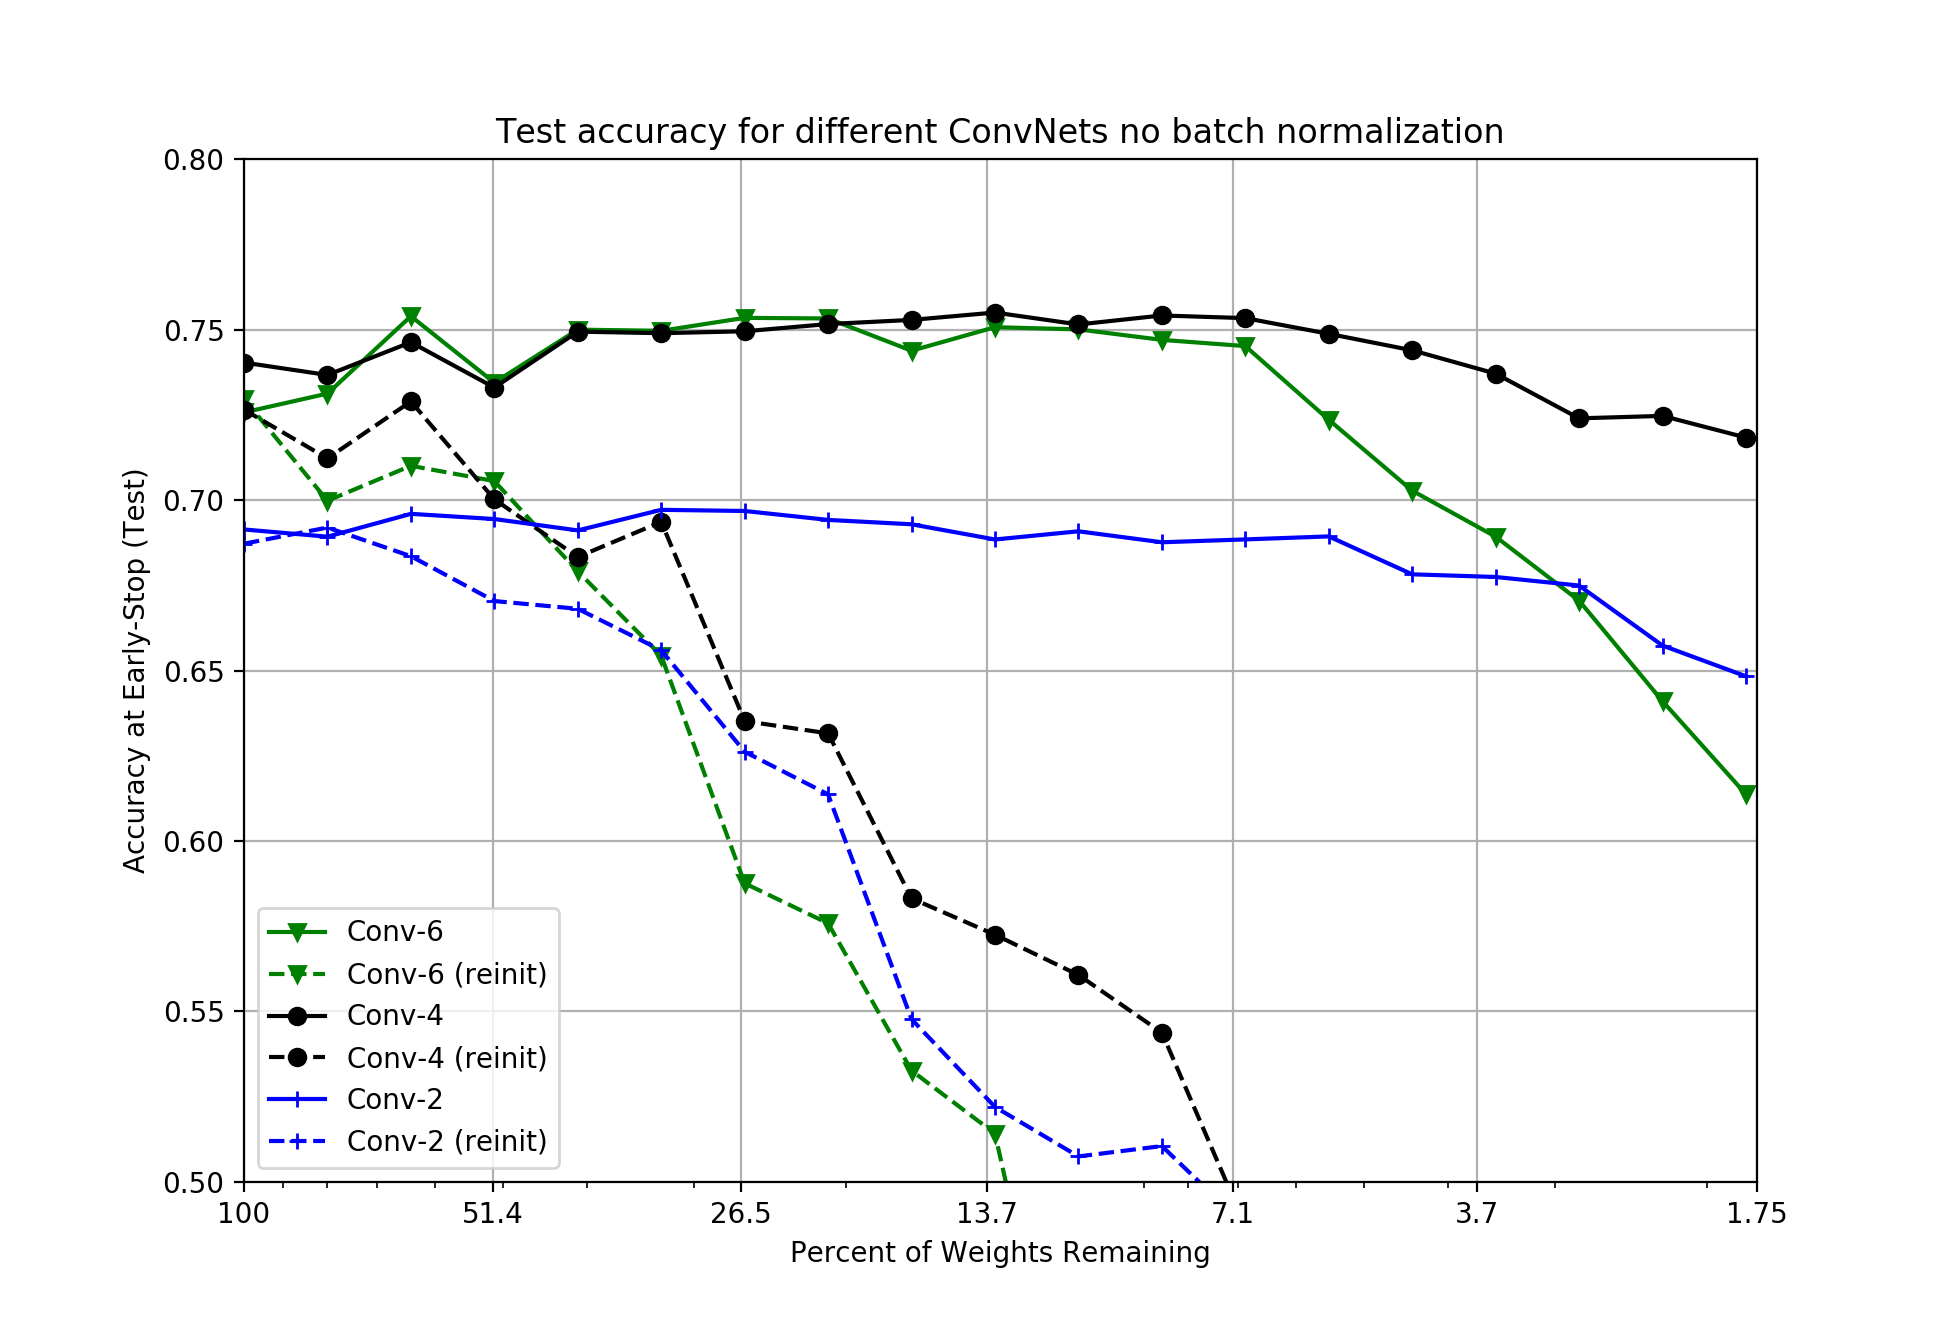 Test accuracy for different ConvNets no batch normalization
0.80
0.75
0.70
0.65
0.60
0.55
0.50
Accuracy at Early-Stop (Test)
Conv-6
Conv-6 (reinit)
Conv-4
Conv-4 (reinit)
Conv-2
Conv-2 (reinit)
100 51.4 26.5 13.7 7.1 3.7 1.75
Percent of Weights Remaining